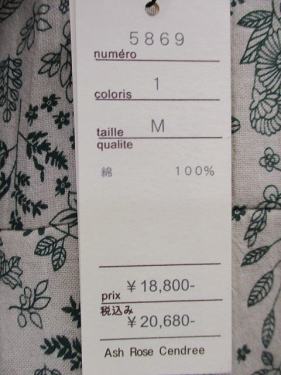 5869
numéro
1
coloris
M
taille
qualite
綿 100%
¥18,800-
prix
税込み
¥20,680-
Ash Rose Cendree